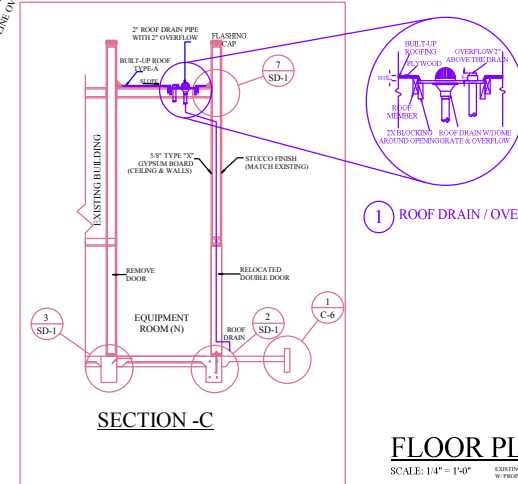 LINE OV
2" ROOF DRAIN PIPE
WITH 2" OVERFLOW
FLASHING
CAP
BUILT-UP ROOF
TYPE-A
SLOPE
7
SD-1
BUILT-UP
ROOFING
PLYWOOD
OVERFLOW 2"
ABOVE THE DRAIN
ROOF
MEMBER
2X BLOCKING
AROUND OPENING
ROOF DRAIN W/DOME
GRATE & OVERFLOW
1
ROOF DRAIN / OVE
EXISTING BUILDING
5/8" TYPE "X"
GYPSUM BOARD
(CEILING & WALLS)
STUCCO FINISH
(MATCH EXISTING)
REMOVE
DOOR
RELOCATED
DOUBLE DOOR
EQUIPMENT
ROOM (N)
ROOF
DRAIN
3
SD-1
2
SD-1
1
C-6
SECTION -C
FLOOR PL
SCALE: 1/4" = 1'-0"
EXISTING
W/ PROP